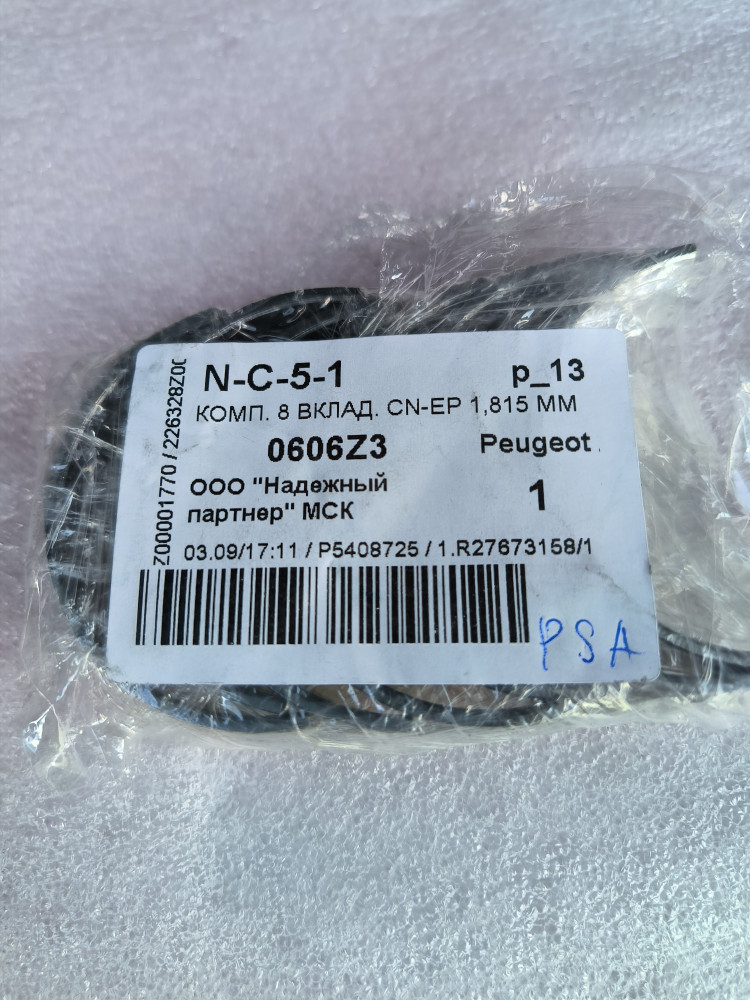 N-C-5-1 p_13
КОМП. 8 ВКЛАД. CN-EP 1,815 ММ
0606Z3 Peugeot
ООО "Надежный
партнер" МСК
1
03.09/17:11 / P5408725 / 1.R27673158/1
Z00001770 / 226328Z00
PSA